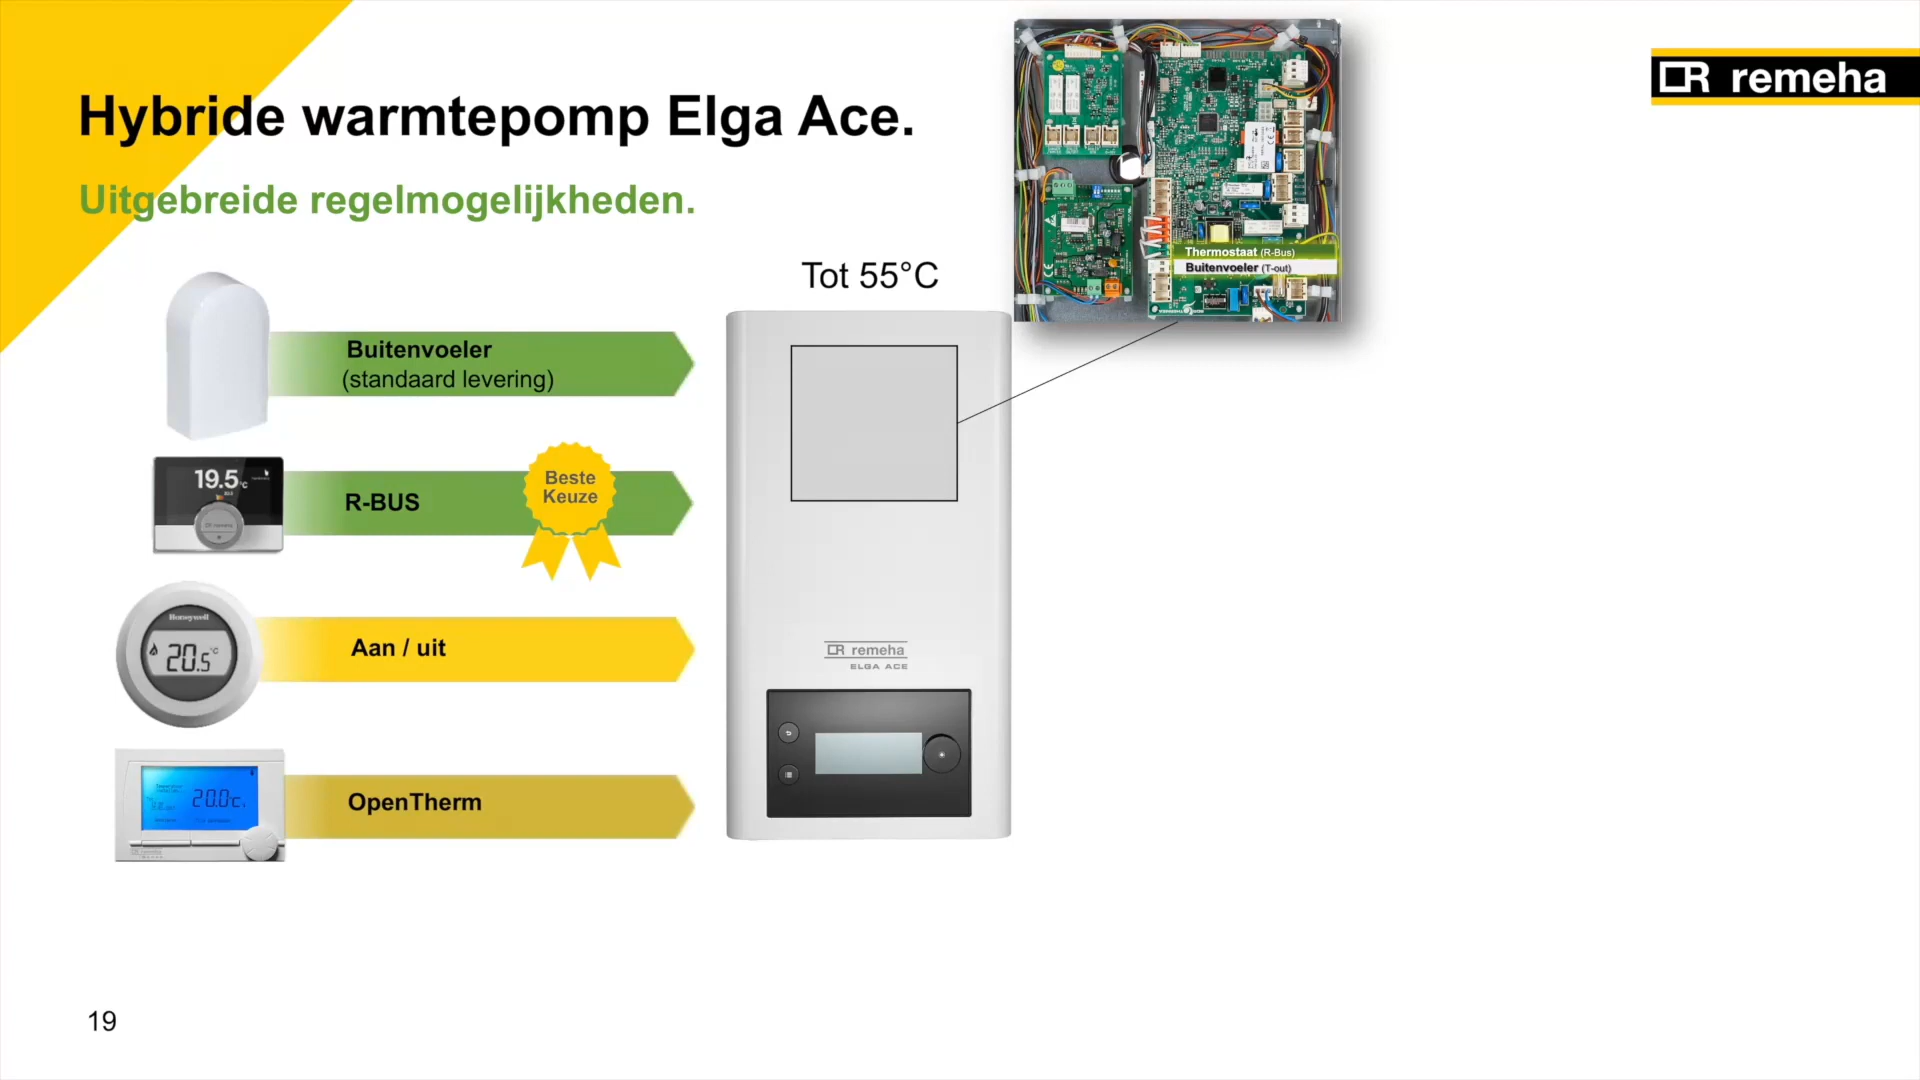 remeha
Hybride warmtepomp Elga Ace.
Uitgebreide regelmogelijkheden.
Tot 55°C
Thermostaat (R-Bus)
Buitenvoeler (T-out)
Buitenvoeler
(standaard levering)
19.5°C
R-BUS
Beste
Keuze
Honeywell
20.5°C
Aan / uit
remeha
ELGA ACE
20.0°C
OpenTherm
19